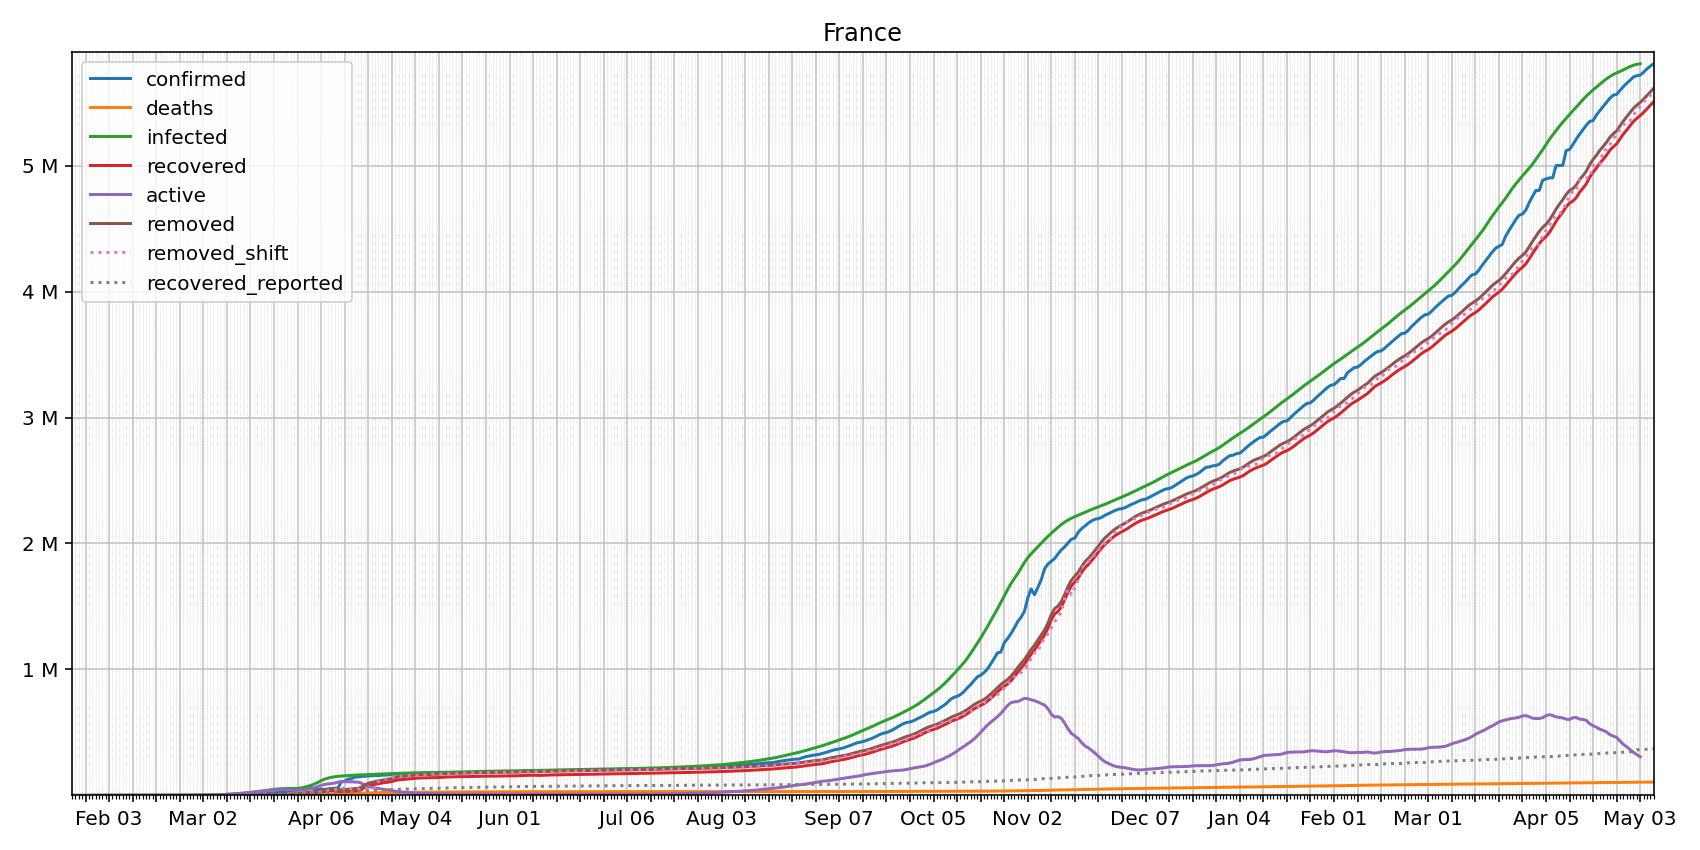 France
confirmed
deaths
infected
recovered
active
removed
removed_shift
recovered_reported
5 M
4 M
3 M
2 M
1 M
Feb 03 Mar 02 Apr 06 May 04 Jun 01 Jul 06 Aug 03 Sep 07 Oct 05 Nov 02 Dec 07 Jan 04 Feb 01 Mar 01 Apr 05 May 03